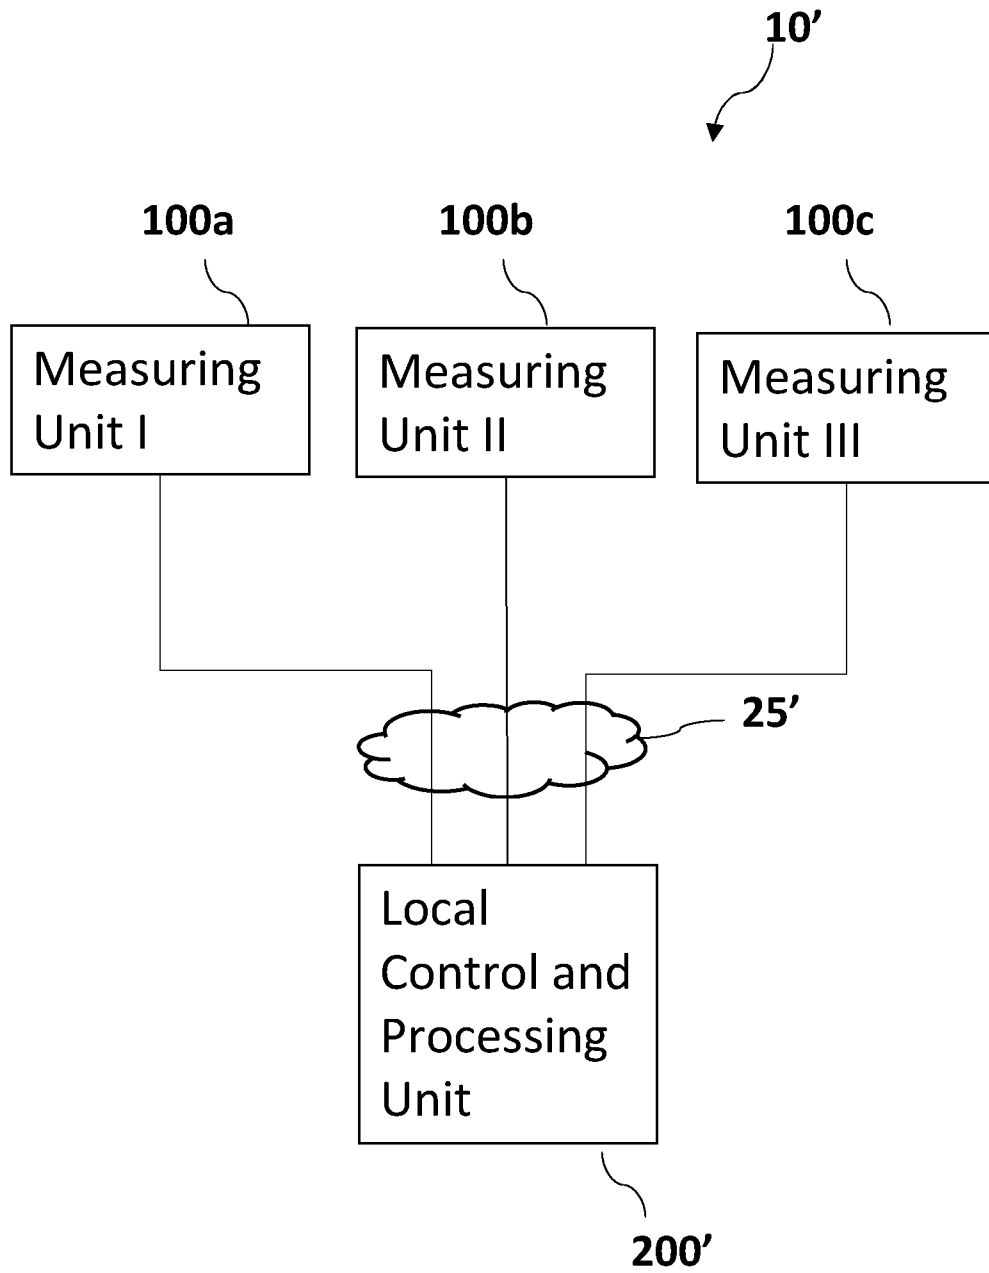 10’
100a
100b
100c
Measuring
Unit I
Measuring
Unit II
Measuring
Unit III
25’
Local
Control and
Processing
Unit
200’